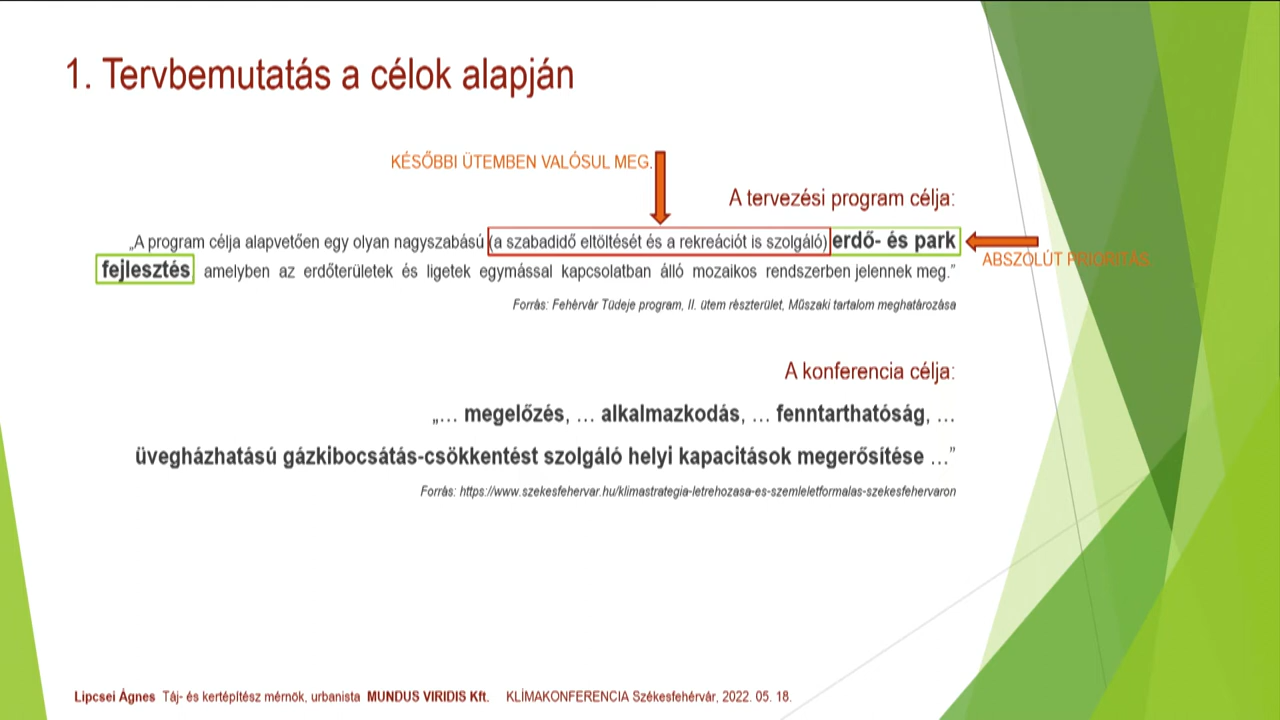 1. Tervbemutatás a célok alapján
KÉSŐBBI ÜTEMBEN VALÓSUL MEG.
A tervezési program célja:
„A program célja alapvetően egy olyan nagyszabású (a szabadidő eltöltését és a rekreációt is szolgáló) erdő- és park
fejlesztés amelyben az erdőterületek és ligetek egymással kapcsolatban álló mozaikos rendszerben jelennek meg.”
ABSZOLÚT PRIORITÁS.
Forrás: Fehérvár Tüdeje program, II. ütem részterület, Műszaki tartalom meghatározása
A konferencia célja:
„… megelőzés, … alkalmazkodás, … fenntarthatóság, …
üvegházhatású gázkibocsátás-csökkentést szolgáló helyi kapacitások megerősítése …”
Forrás: https://www.szekesfehervar.hu/klimastrategia-letrehozasa-es-szemleletformalas-szekesfehervaron
Lipcsei Ágnes Táj- és kertépítész mérnök, urbanista MUNDUS VIRIDIS Kft. KLÍMAKONFERENCIA Székesfehérvár, 2022. 05. 18.